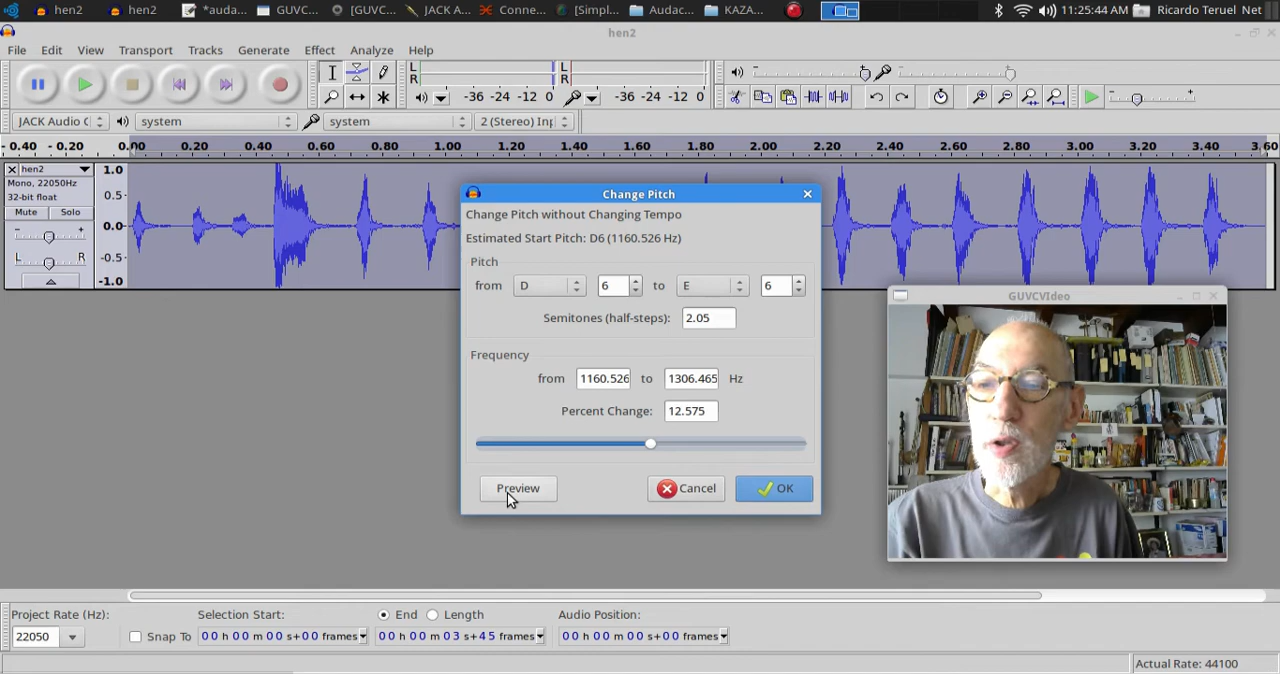 hen2 hen2 *auda... GUVC... [GUVC... JACK A... Conne... [Simpl... Audac... KAZA... 11:25:44 AM Ricardo Teruel Net
hen2
File Edit View Transport Tracks Generate Effect Analyze Help
L
R
L
R
-36 -24 -12 0 -36 -24 -12 0
JACK Audio C system system 2 (Stereo) Inp
- 0.40 - 0.20 0.00 0.20 0.40 0.60 0.80 1.00 1.20 1.40 1.60 1.80 2.00 2.20 2.40 2.60 2.80 3.00 3.20 3.40 3.60
hen2
Mono, 22050Hz
32-bit float
Mute Solo
- +
L R
1.0
0.5
0.0
-0.5
-1.0
Change Pitch
Change Pitch without Changing Tempo
Estimated Start Pitch: D6 (1160.526 Hz)
Pitch
from D 6 to E 6
Semitones (half-steps): 2.05
Frequency
from 1160.526 to 1306.465 Hz
Percent Change: 12.575
Preview Cancel OK
GUVCVideo
Project Rate (Hz): Selection Start: End Length Audio Position:
22050 Snap To 00 h 00 m 00 s+00 frames 00 h 00 m 03 s+45 frames 00 h 00 m 00 s+00 frames
Actual Rate: 44100